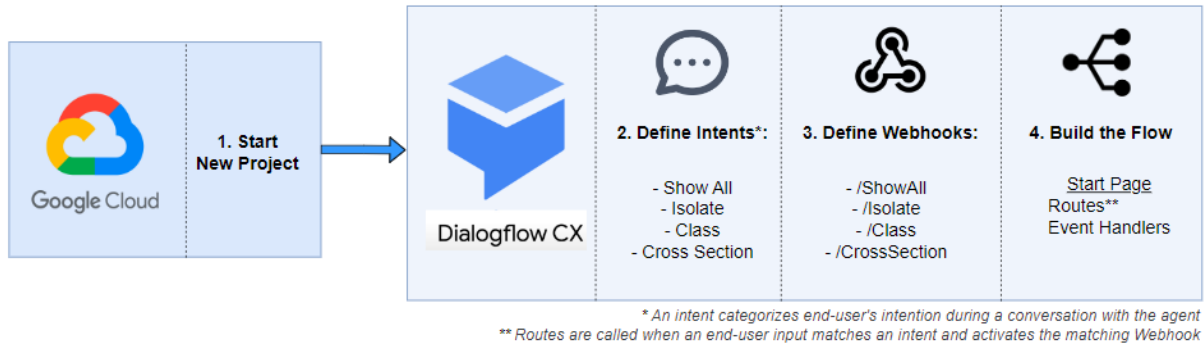 Google Cloud
1. Start
New Project
Dialogflow CX
2. Define Intents*:
- Show All
- Isolate
- Class
- Cross Section
3. Define Webhooks:
- /ShowAll
- /Isolate
- /Class
- /CrossSection
4. Build the Flow
Start Page
Routes**
Event Handlers
* An intent categorizes end-user's intention during a conversation with the agent
** Routes are called when an end-user input matches an intent and activates the matching Webhook